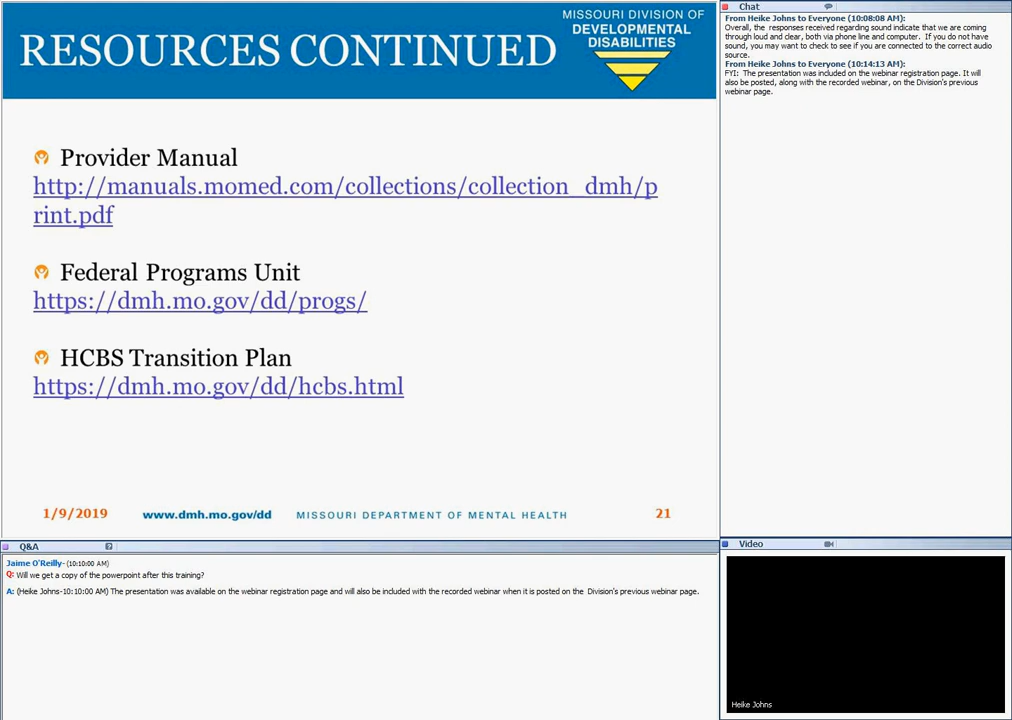 RESOURCES CONTINUED
MISSOURI DIVISION OF
DEVELOPMENTAL
DISABILITIES
Provider Manual
http://manuals.momed.com/collections/collection_dmh/p
rint.pdf
Federal Programs Unit
https://dmh.mo.gov/dd/progs/
HCBS Transition Plan
https://dmh.mo.gov/dd/hcbs.html
1/9/2019 www.dmh.mo.gov/dd MISSOURI DEPARTMENT OF MENTAL HEALTH 21
Chat
From Heike Johns to Everyone (10:08:08 AM):
Overall, the responses received regarding sound indicate that we are coming
through loud and clear, both via phone line and computer. If you do not have
sound, you may want to check to see if you are connected to the correct audio
source.
From Heike Johns to Everyone (10:14:13 AM):
FYI: The presentation was included on the webinar registration page. It will
also be posted, along with the recorded webinar, on the Division's previous
webinar page.
Q&A
Jaime O'Reilly- (10:10:00 AM)
Q: Will we get a copy of the powerpoint after this training?
A: (Heike Johns-10:10:00 AM) The presentation was available on the webinar registration page and will also be included with the recorded webinar when it is posted on the Division's previous webinar page.
Video
Heike Johns